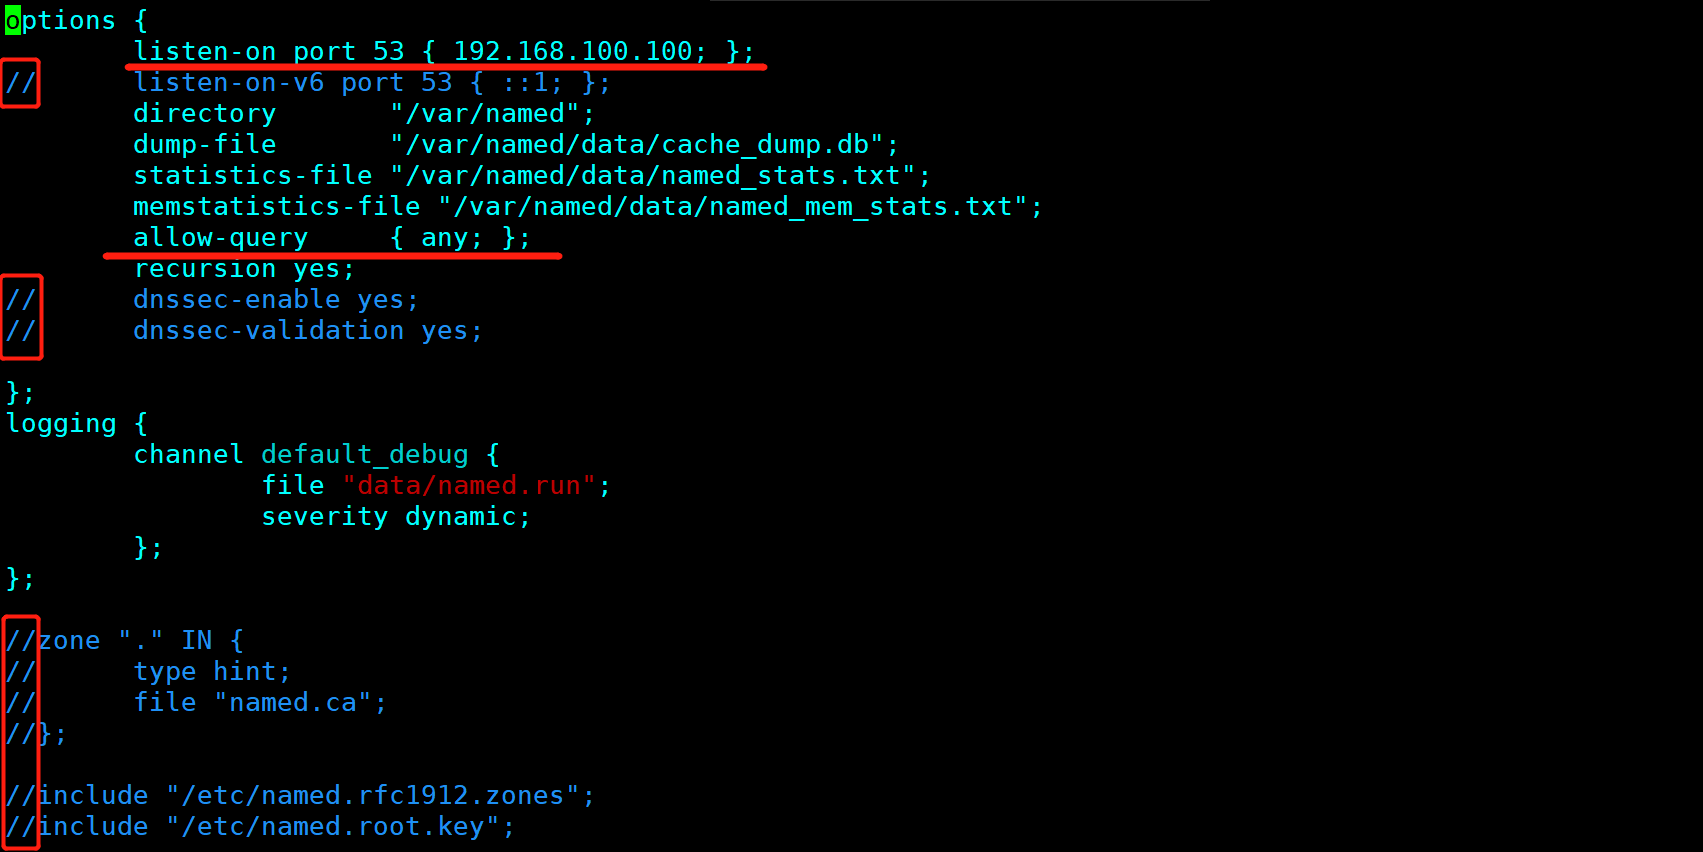 options {
        listen-on port 53 { 192.168.100.100; };
//      listen-on-v6 port 53 { ::1; };
        directory       "/var/named";
        dump-file       "/var/named/data/cache_dump.db";
        statistics-file "/var/named/data/named_stats.txt";
        memstatistics-file "/var/named/data/named_mem_stats.txt";
        allow-query     { any; };
        recursion yes;
//      dnssec-enable yes;
//      dnssec-validation yes;

};
logging {
        channel default_debug {
                file "data/named.run";
                severity dynamic;
        };
};

//zone "." IN {
//      type hint;
//      file "named.ca";
//};

//include "/etc/named.rfc1912.zones";
//include "/etc/named.root.key";